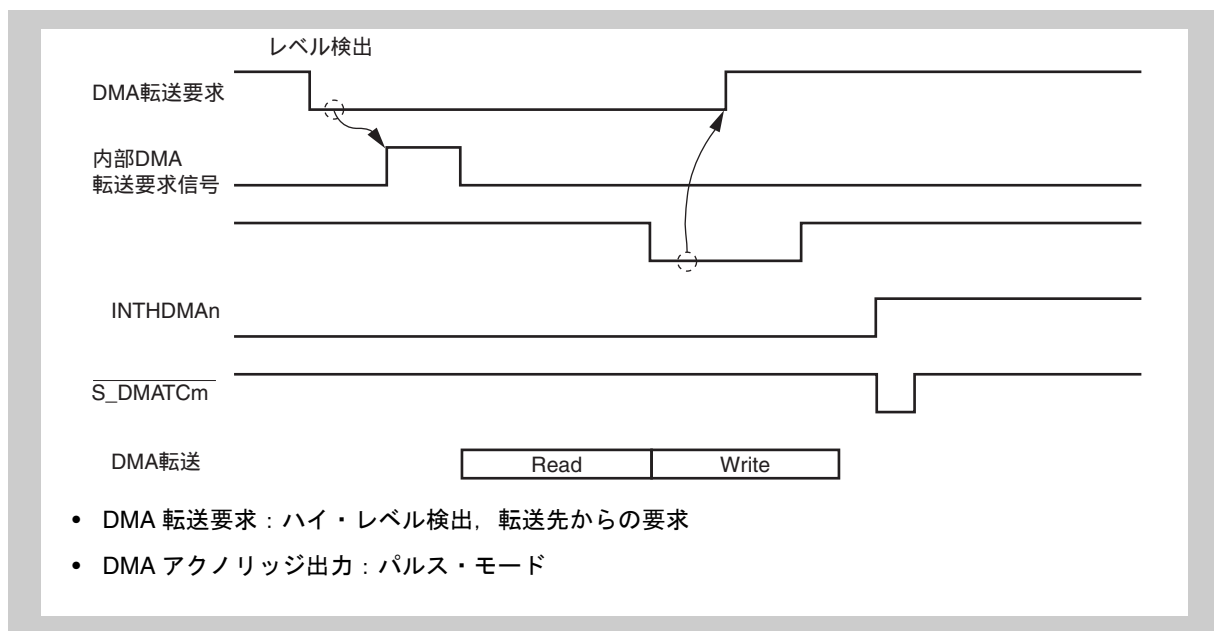 レベル検出
DMA転送要求
内部DMA
転送要求信号
INTHDMAn
S_DMATCm
DMA転送 Read Write
• DMA 転送要求：ハイ・レベル検出，転送先からの要求
• DMA アクノリッジ出力：パルス・モード